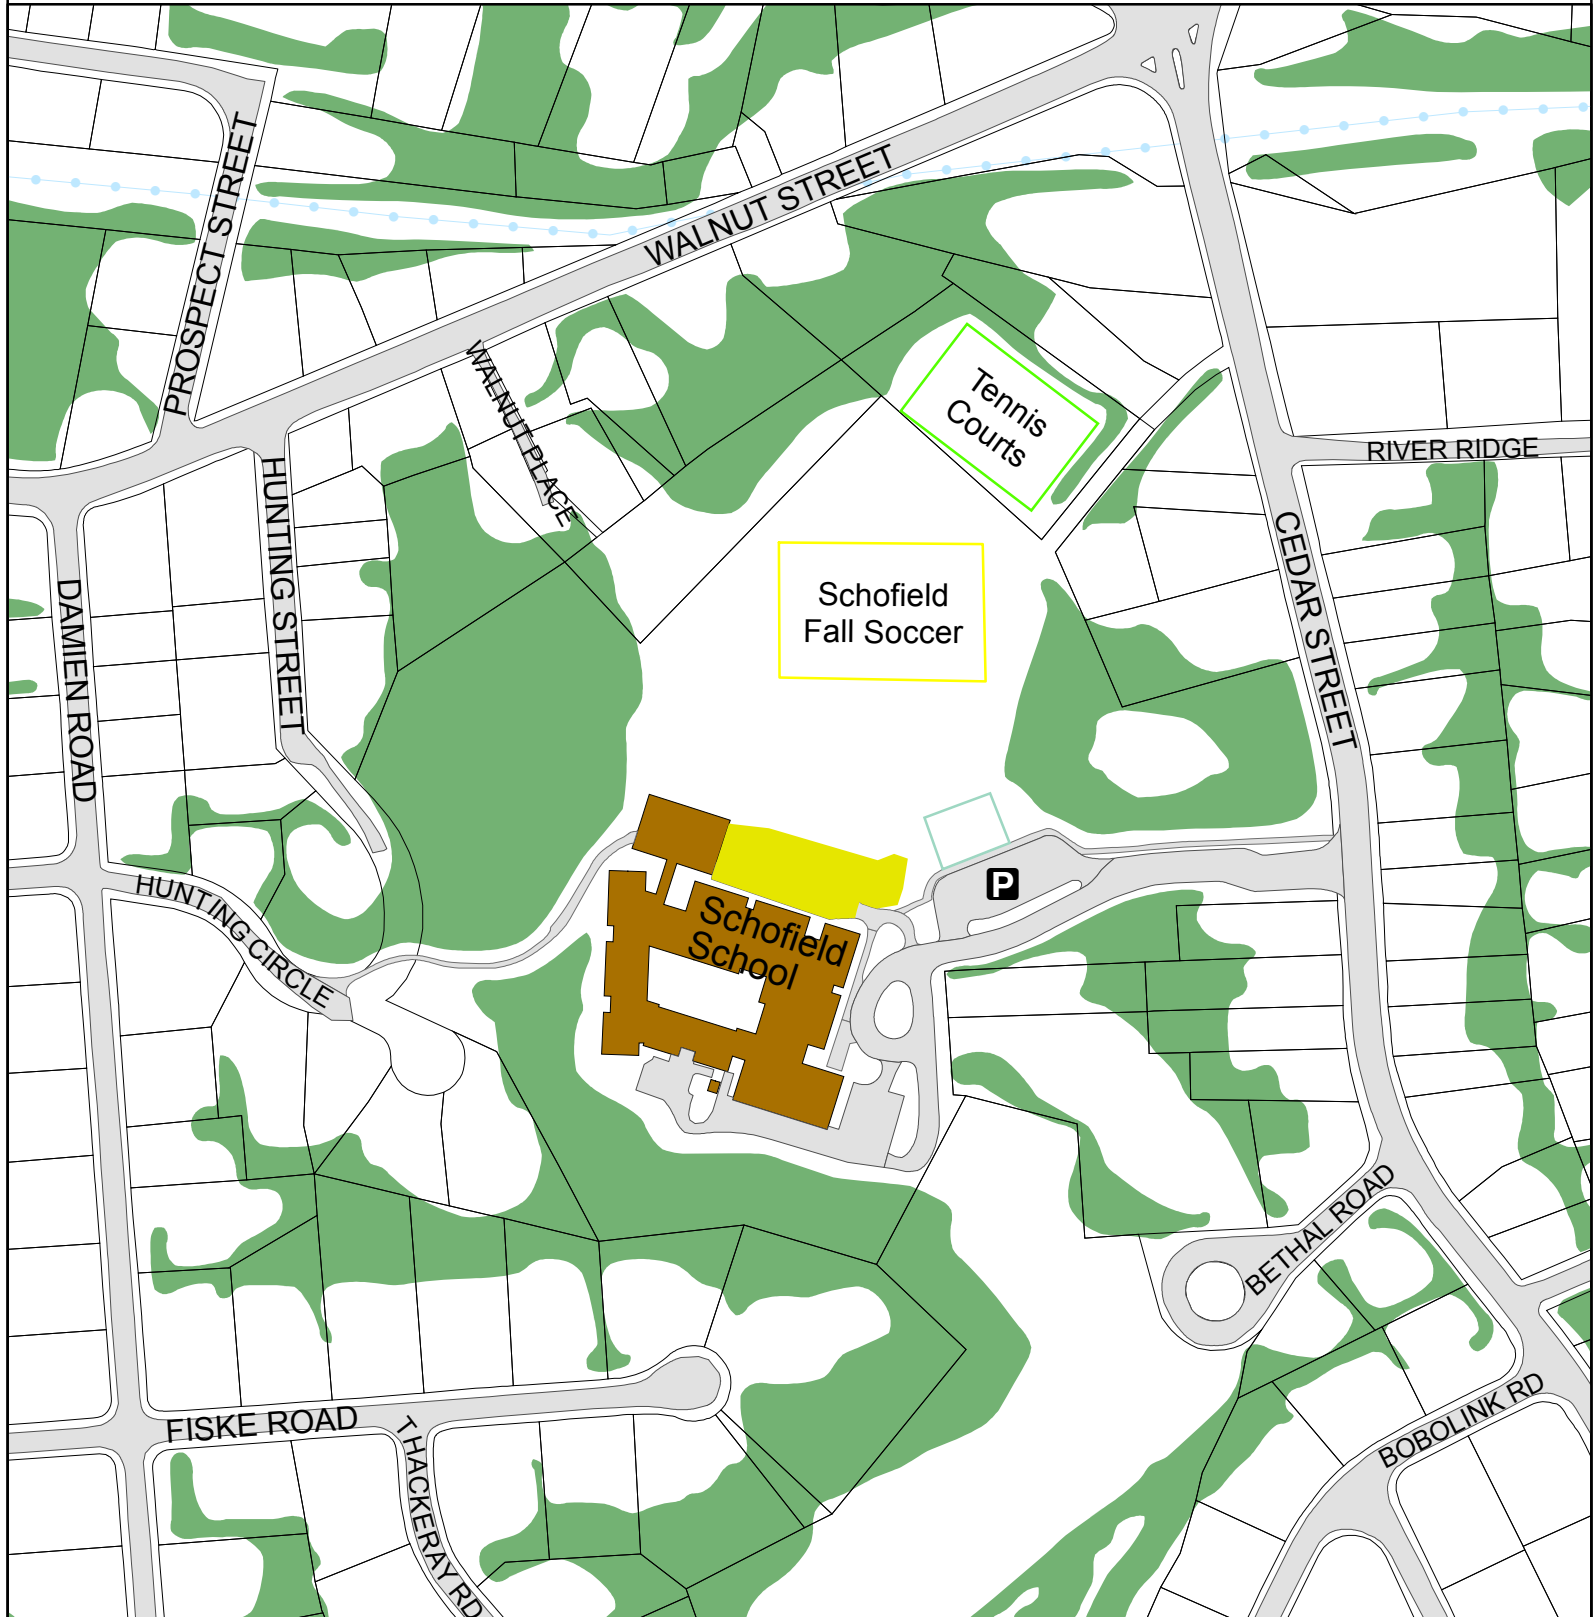 PROSPECT STREET
WALNUT STREET
WALNUT PLACE
Tennis
Courts
RIVER RIDGE
HUNTING STREET
CEDAR STREET
DAMIEN ROAD
Schofield
Fall Soccer
P
HUNTING CIRCLE
Schofield
School
BETHAL ROAD
FISKE ROAD
THACKERAY RD
BOBOLINK RD